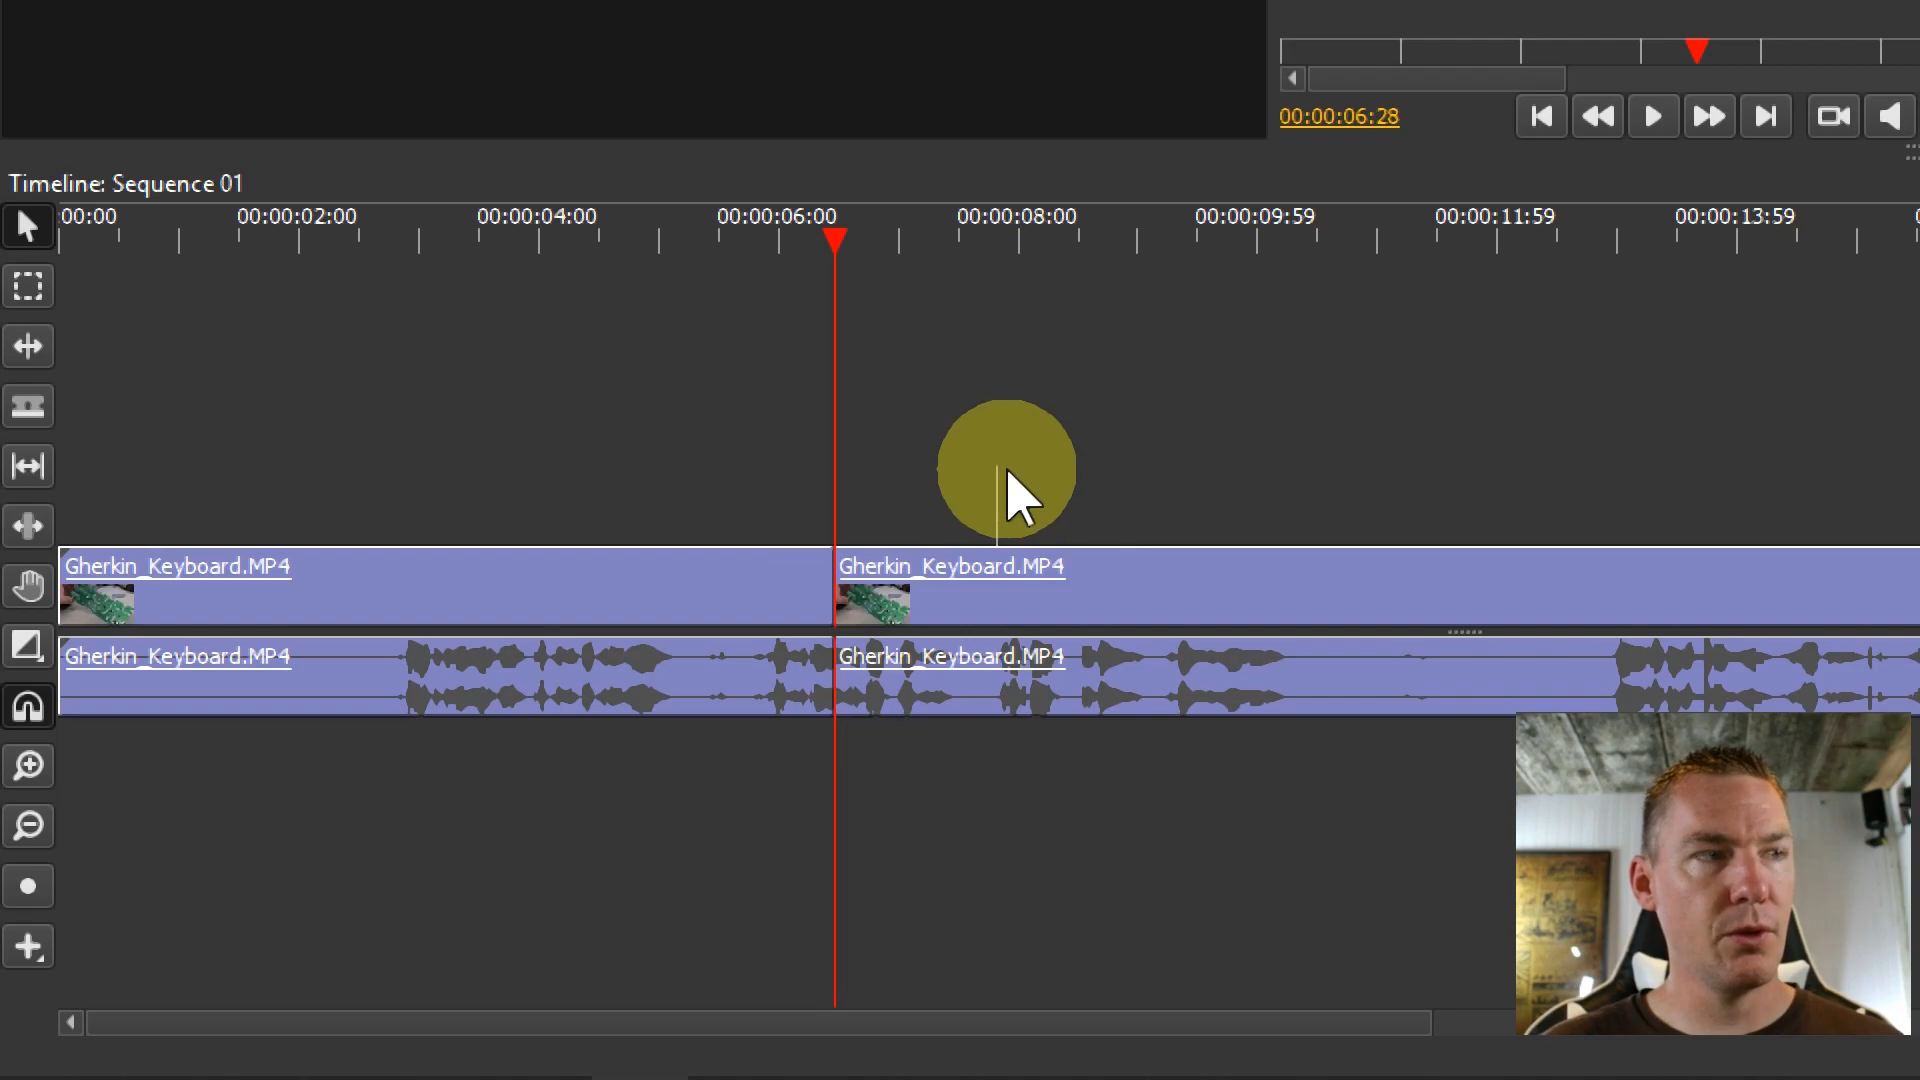 00:00:06:28
Timeline: Sequence 01
:00:00 00:00:02:00 00:00:04:00 00:00:06:00 00:00:08:00 00:00:09:59 00:00:11:59 00:00:13:59
Gherkin_Keyboard.MP4 Gherkin_Keyboard.MP4
Gherkin_Keyboard.MP4 Gherkin_Keyboard.MP4